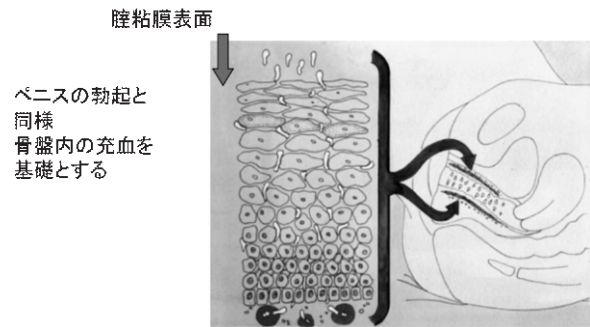 膣粘膜表面
ペニスの勃起と
同様
骨盤内の充血を
基礎とする